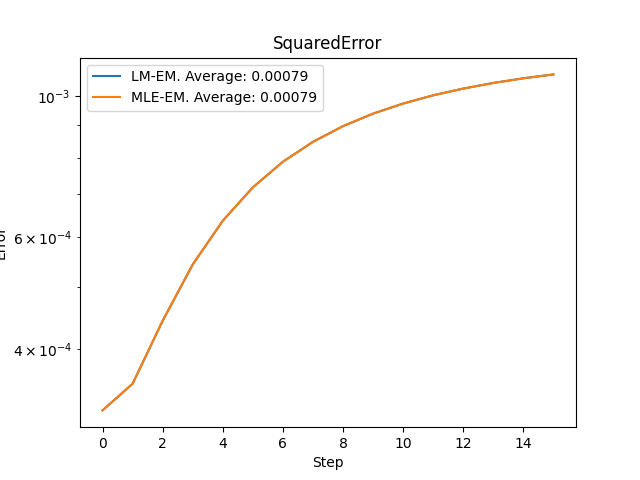 SquaredError
LM-EM. Average: 0.00079
MLE-EM. Average: 0.00079
10⁻³
6 × 10⁻⁴
4 × 10⁻⁴
Error
0 2 4 6 8 10 12 14
Step